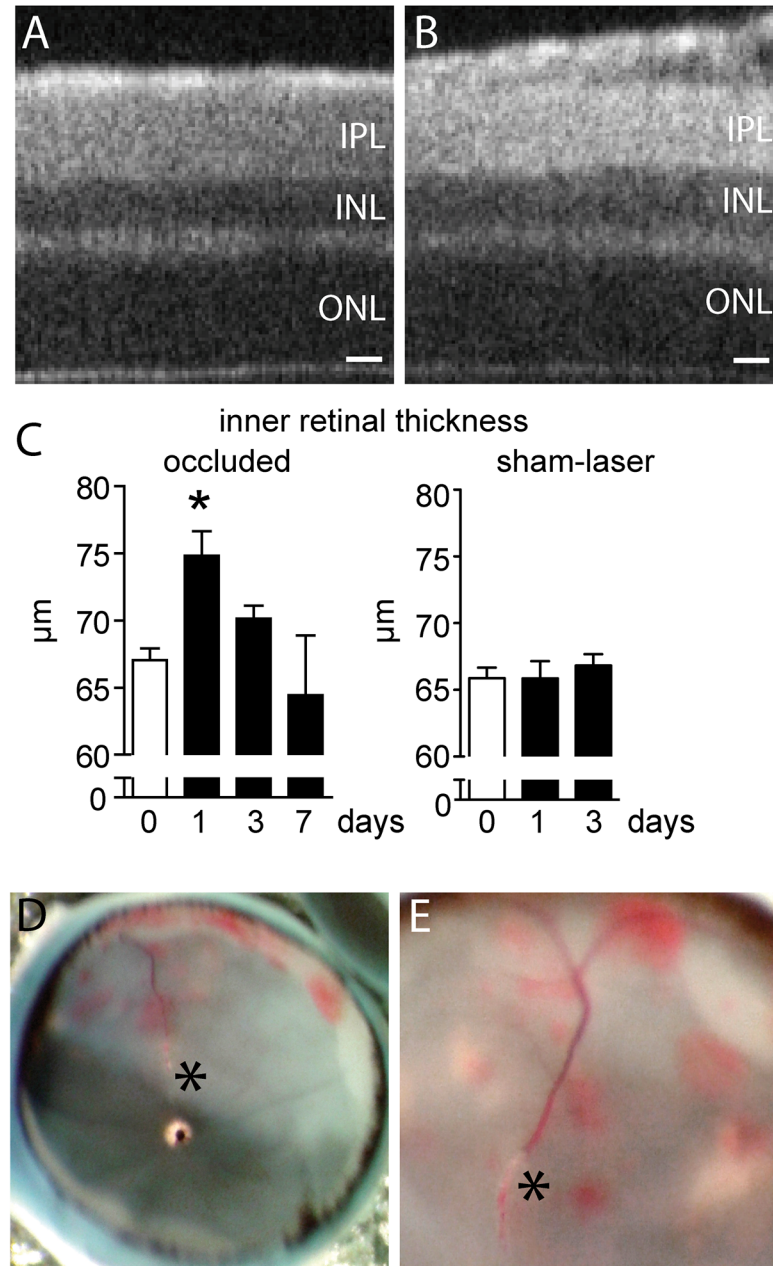 A
IPL
INL
ONL
B
IPL
INL
ONL
C
inner retinal thickness
occluded
80
75
70
65
60
0
µm
*
0 1 3 7 days
sham-laser
80
75
70
65
60
0
µm
0 1 3 days
D
*
E
*